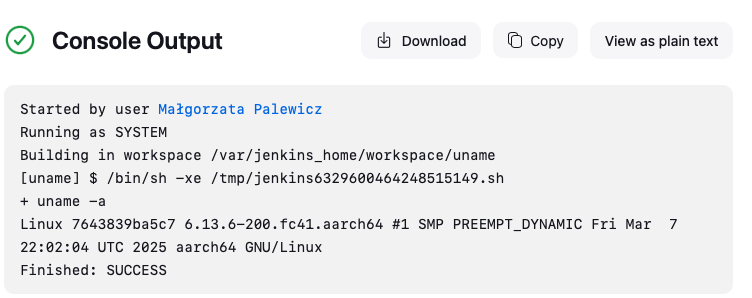 Console Output
Download
Copy
View as plain text
Started by user Małgorzata Palewicz
Running as SYSTEM
Building in workspace /var/jenkins_home/workspace/uname
[uname] $ /bin/sh -xe /tmp/jenkins6329600464248515149.sh
+ uname -a
Linux 7643839ba5c7 6.13.6-200.fc41.aarch64 #1 SMP PREEMPT_DYNAMIC Fri Mar  7
22:02:04 UTC 2025 aarch64 GNU/Linux
Finished: SUCCESS